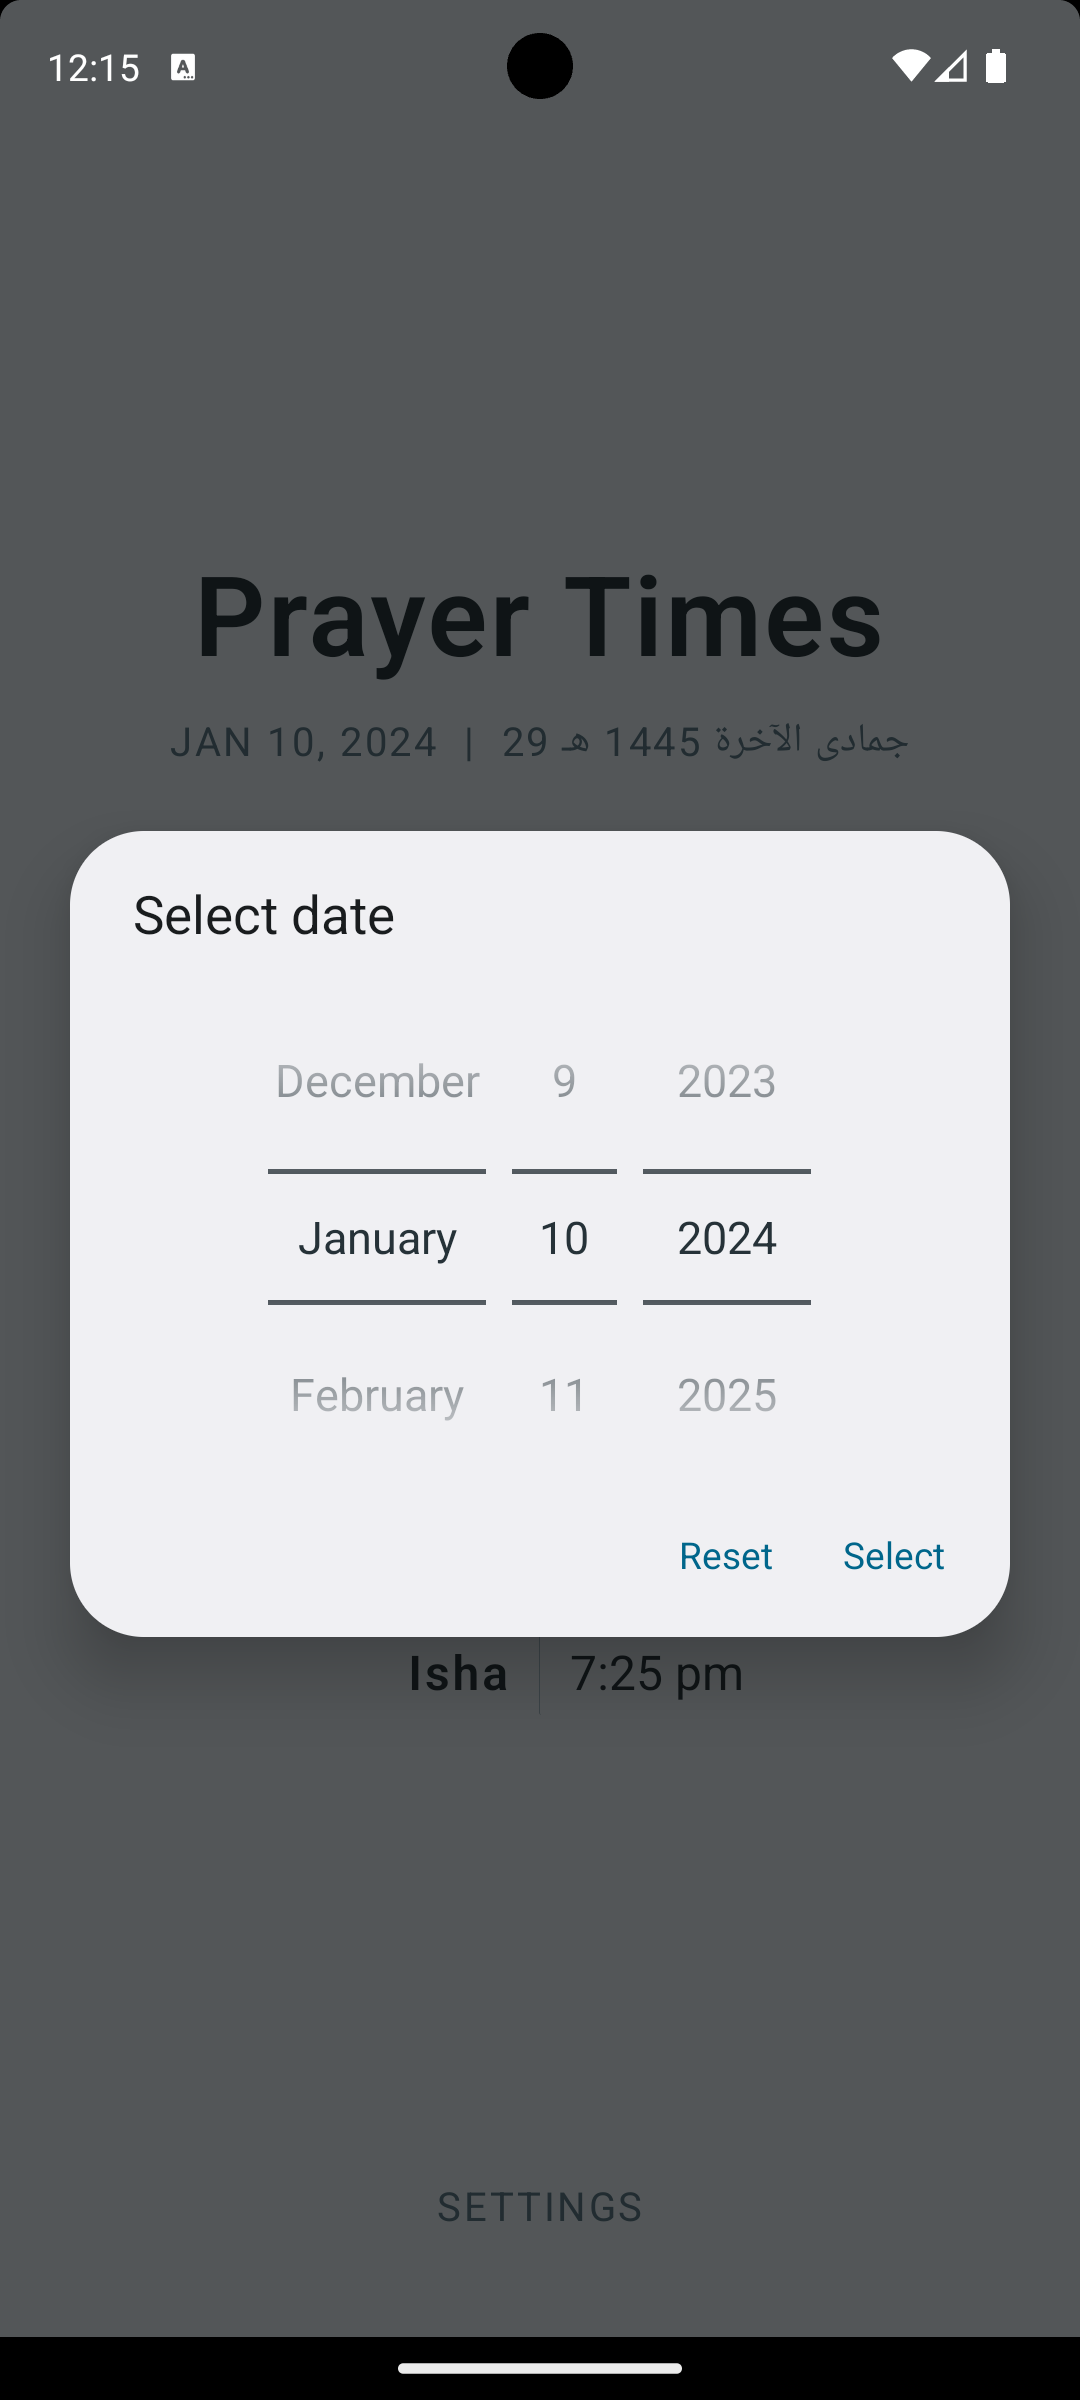 12:15
Prayer Times
JAN 10, 2024 | 29 جمادى الآخرة 1445 هـ
Select date
December 9 2023
January 10 2024
February 11 2025
Reset Select
Isha 7:25 pm
SETTINGS